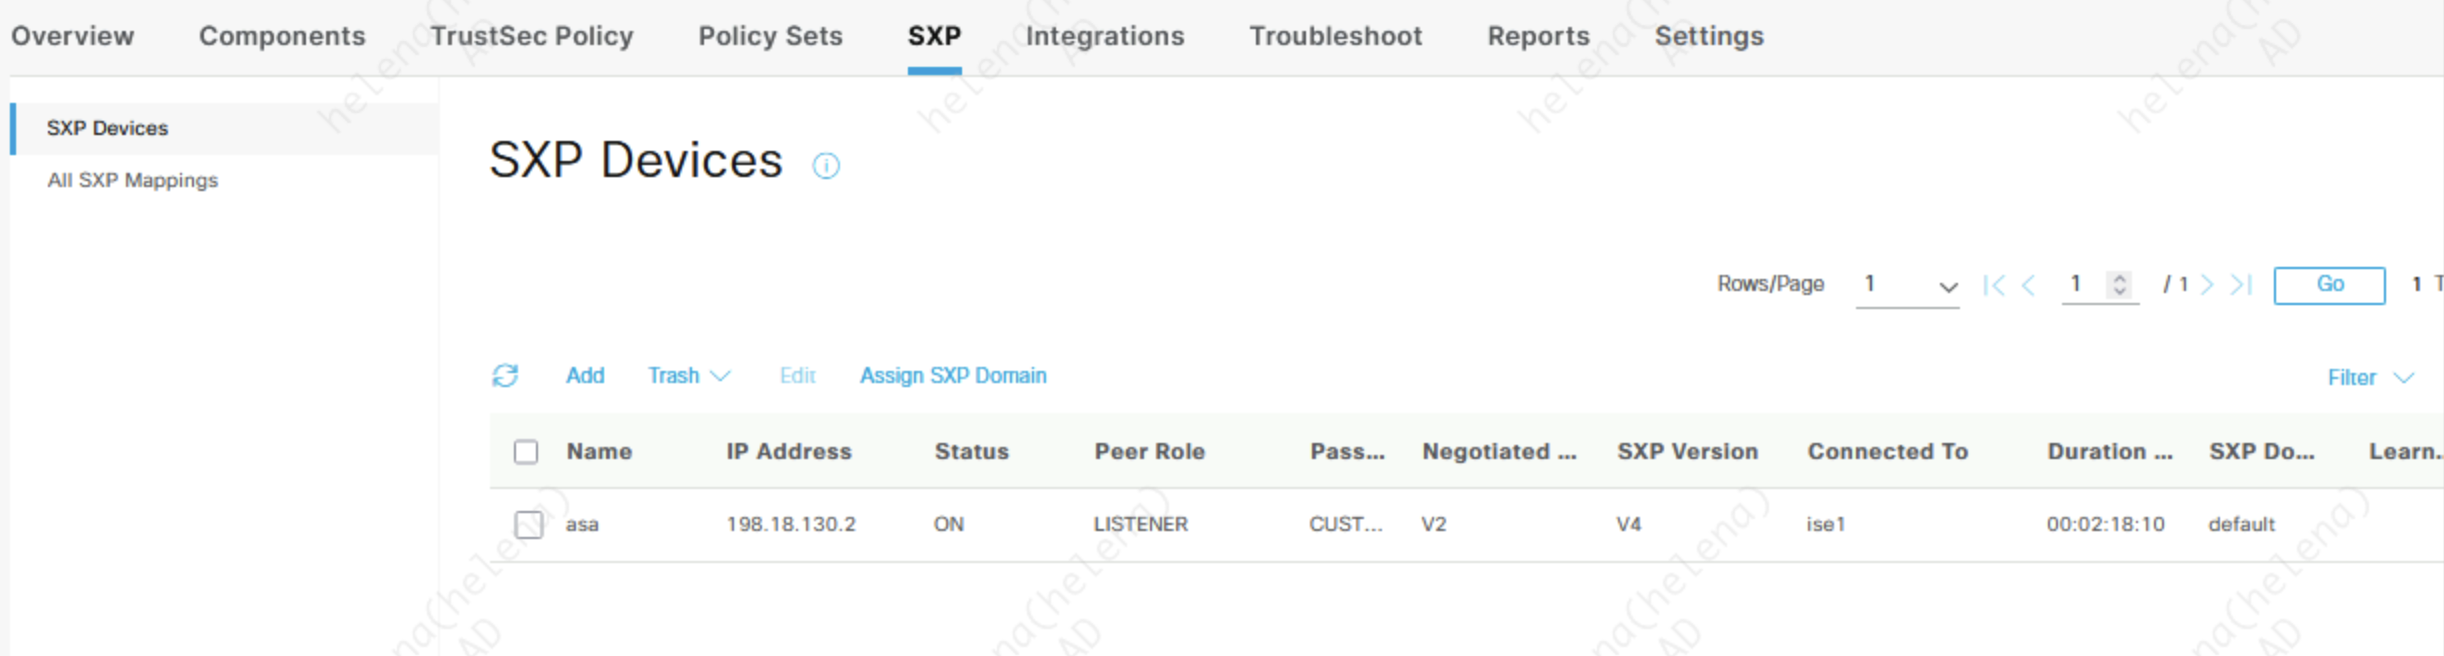 Overview Components TrustSec Policy Policy Sets SXP Integrations Troubleshoot Reports Settings
SXP Devices
All SXP Mappings
SXP Devices
Rows/Page 1 1 / 1 Go 1
Add Trash Edit Assign SXP Domain Filter
Name IP Address Status Peer Role Pass... Negotiated ... SXP Version Connected To Duration ... SXP Do... Learn..
asa 198.18.130.2 ON LISTENER CUST... V2 V4 ise1 00:02:18:10 default